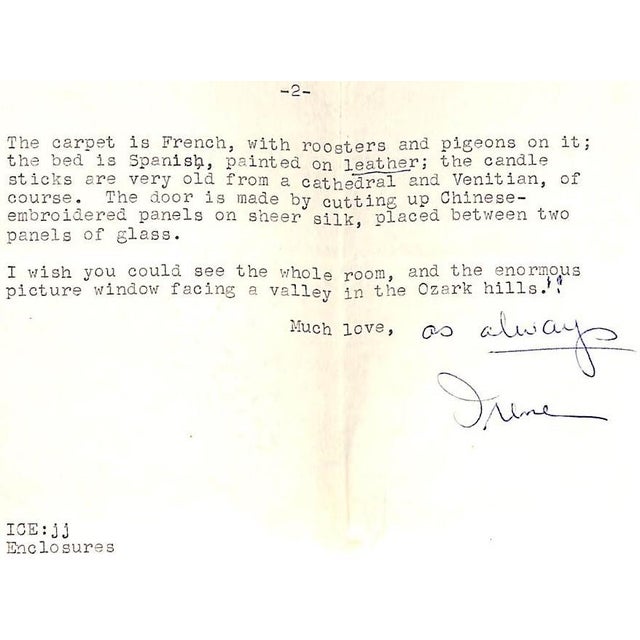 -2-
The carpet is French, with roosters and pigeons on it;
the bed is Spanish, painted on leather; the candle
sticks are very old from a cathedral and Venitian, of
course. The door is made by cutting up Chinese-
embroidered panels on sheer silk, placed between two
panels of glass.
I wish you could see the whole room, and the enormous
picture window facing a valley in the Ozark hills.!!
Much love, as always
Irene
ICE:jj
Enclosures